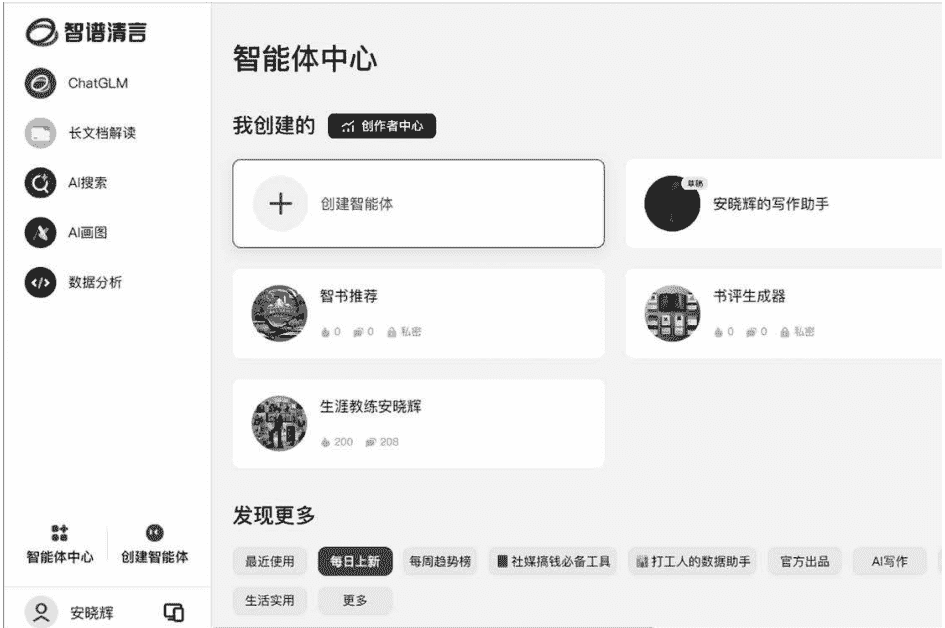 智谱清言
ChatGLM
长文档解读
AI搜索
AI画图
数据分析
智能体中心
创建智能体
安晓辉
智能体中心
我创建的 创作者中心
创建智能体
草稿
安晓辉的写作助手
智书推荐
0 0 私密
书评生成器
0 0 私密
生涯教练安晓辉
200 208
发现更多
最近使用 每日上新 每周趋势榜 社媒搞钱必备工具 打工人的数据助手 官方出品 AI写作
生活实用 更多